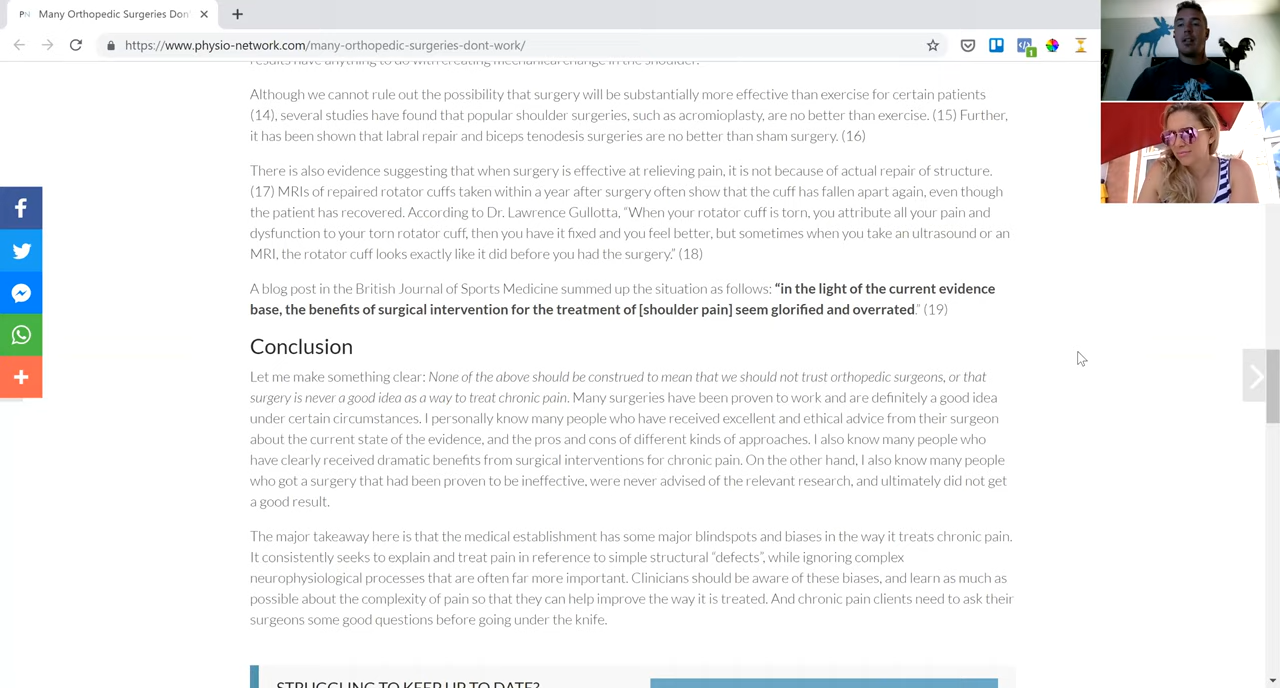 PN Many Orthopedic Surgeries Don'
https://www.physio-network.com/many-orthopedic-surgeries-dont-work/
1
results have anything to do with creating mechanical change in the shoulder.
Although we cannot rule out the possibility that surgery will be substantially more effective than exercise for certain patients
(14), several studies have found that popular shoulder surgeries, such as acromioplasty, are no better than exercise. (15) Further,
it has been shown that labral repair and biceps tenodesis surgeries are no better than sham surgery. (16)
There is also evidence suggesting that when surgery is effective at relieving pain, it is not because of actual repair of structure.
(17) MRIs of repaired rotator cuffs taken within a year after surgery often show that the cuff has fallen apart again, even though
the patient has recovered. According to Dr. Lawrence Gullotta, “When your rotator cuff is torn, you attribute all your pain and
dysfunction to your torn rotator cuff, then you have it fixed and you feel better, but sometimes when you take an ultrasound or an
MRI, the rotator cuff looks exactly like it did before you had the surgery.” (18)
A blog post in the British Journal of Sports Medicine summed up the situation as follows: “in the light of the current evidence
base, the benefits of surgical intervention for the treatment of [shoulder pain] seem glorified and overrated.” (19)
Conclusion
Let me make something clear: None of the above should be construed to mean that we should not trust orthopedic surgeons, or that
surgery is never a good idea as a way to treat chronic pain. Many surgeries have been proven to work and are definitely a good idea
under certain circumstances. I personally know many people who have received excellent and ethical advice from their surgeon
about the current state of the evidence, and the pros and cons of different kinds of approaches. I also know many people who
have clearly received dramatic benefits from surgical interventions for chronic pain. On the other hand, I also know many people
who got a surgery that had been proven to be ineffective, were never advised of the relevant research, and ultimately did not get
a good result.
The major takeaway here is that the medical establishment has some major blindspots and biases in the way it treats chronic pain.
It consistently seeks to explain and treat pain in reference to simple structural “defects”, while ignoring complex
neurophysiological processes that are often far more important. Clinicians should be aware of these biases, and learn as much as
possible about the complexity of pain so that they can help improve the way it is treated. And chronic pain clients need to ask their
surgeons some good questions before going under the knife.
STRUGGLING TO KEEP UP TO DATE?